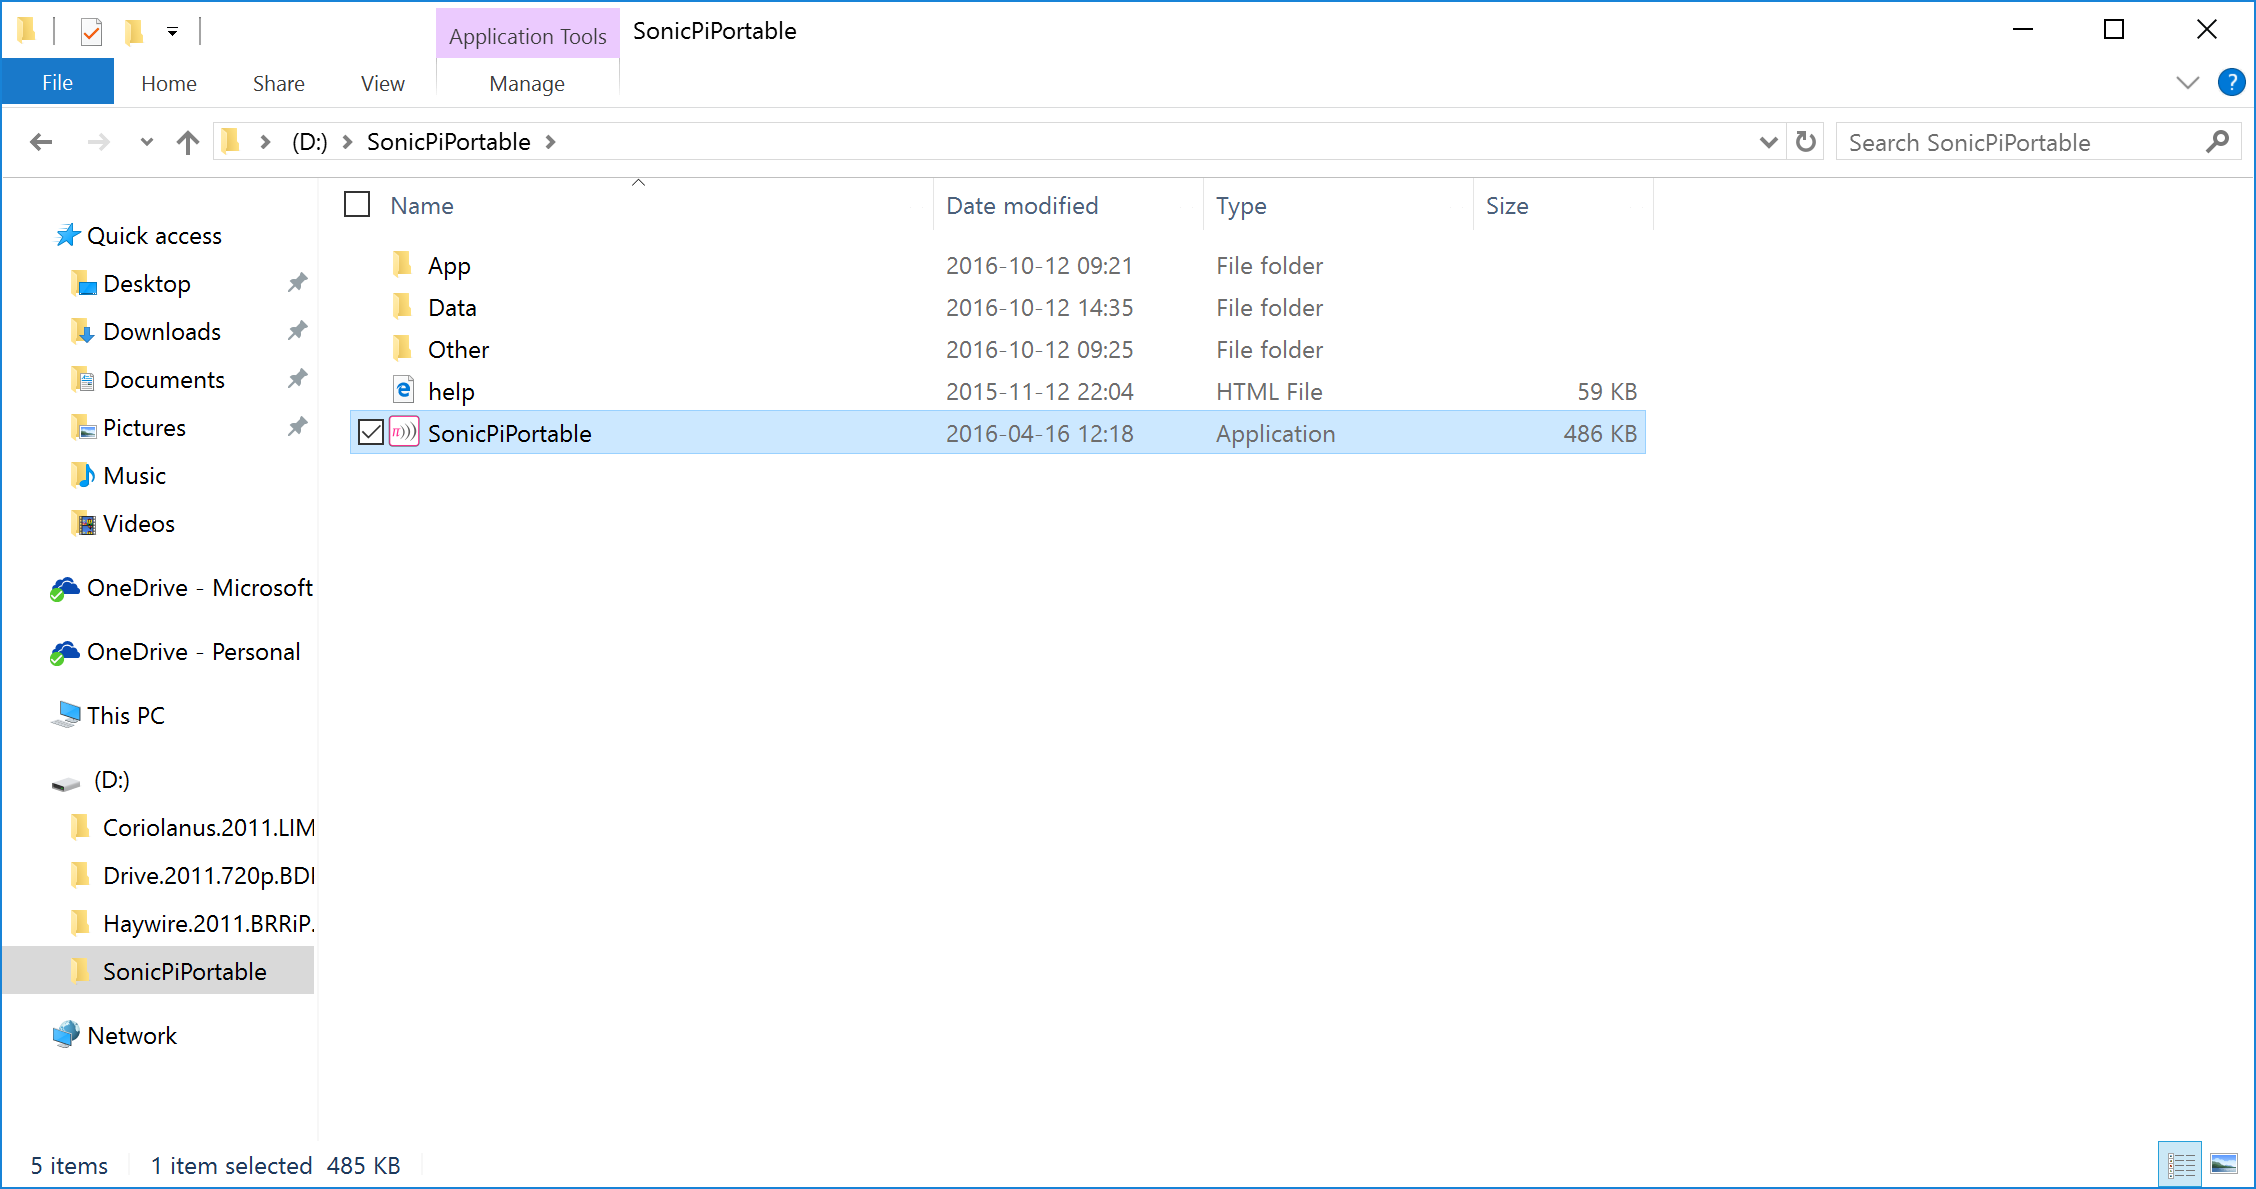 Application Tools
SonicPiPortable
File
Home
Share
View
Manage
?
(D:)
SonicPiPortable
Search SonicPiPortable
Name
Date modified
Type
Size
Quick access
Desktop
Downloads
Documents
Pictures
Music
Videos
OneDrive - Microsoft
OneDrive - Personal
This PC
(D:)
Coriolanus.2011.LIM
Drive.2011.720p.BD
Haywire.2011.BRRiP.
SonicPiPortable
Network
App 2016-10-12 09:21 File folder
Data 2016-10-12 14:35 File folder
Other 2016-10-12 09:25 File folder
help 2015-11-12 22:04 HTML File 59 KB
π))) SonicPiPortable 2016-04-16 12:18 Application 486 KB
5 items
1 item selected 485 KB